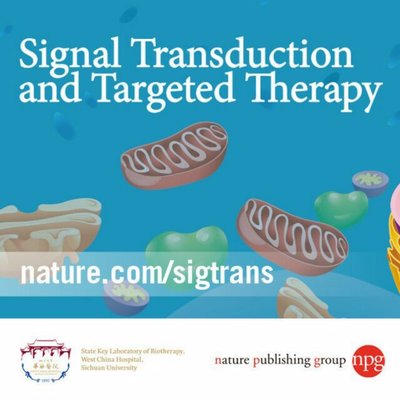 Signal Transduction
and Targeted Therapy
nature.com/sigtrans
State Key Laboratory of Biotherapy,
West China Hospital,
Sichuan University
nature publishing group npg